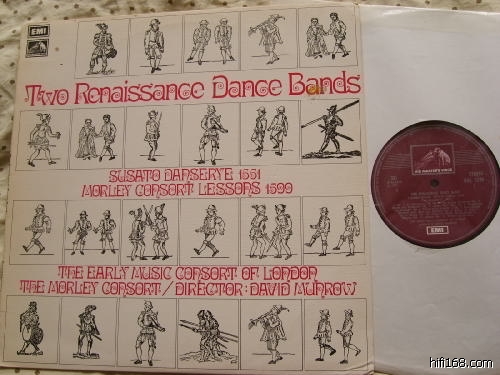 EMI
Two Renaissance Dance Bands
SUSATO DANSERYE 1551
MORLEY CONSORT LESSONS 1599
THE EARLY MUSIC CONSORT OF LONDON
THE MORLEY CONSORT/DIRECTOR:DAVID MUNROW
HIS MASTER'S VOICE
STEREO
EMI
hifi168.com